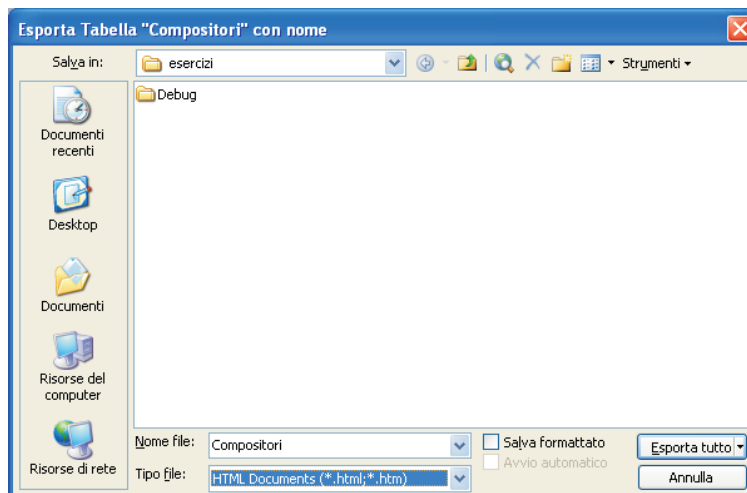 Esporta Tabella "Compositori" con nome
Salva in:
esercizi
Strumenti
Debug
Documenti
recenti
Desktop
Documenti
Risorse del
computer
Risorse di rete
Nome file:
Compositori
Salva formattato
Esporta tutto
Avvio automatico
Tipo file:
HTML Documents (*.html;*.htm)
Annulla